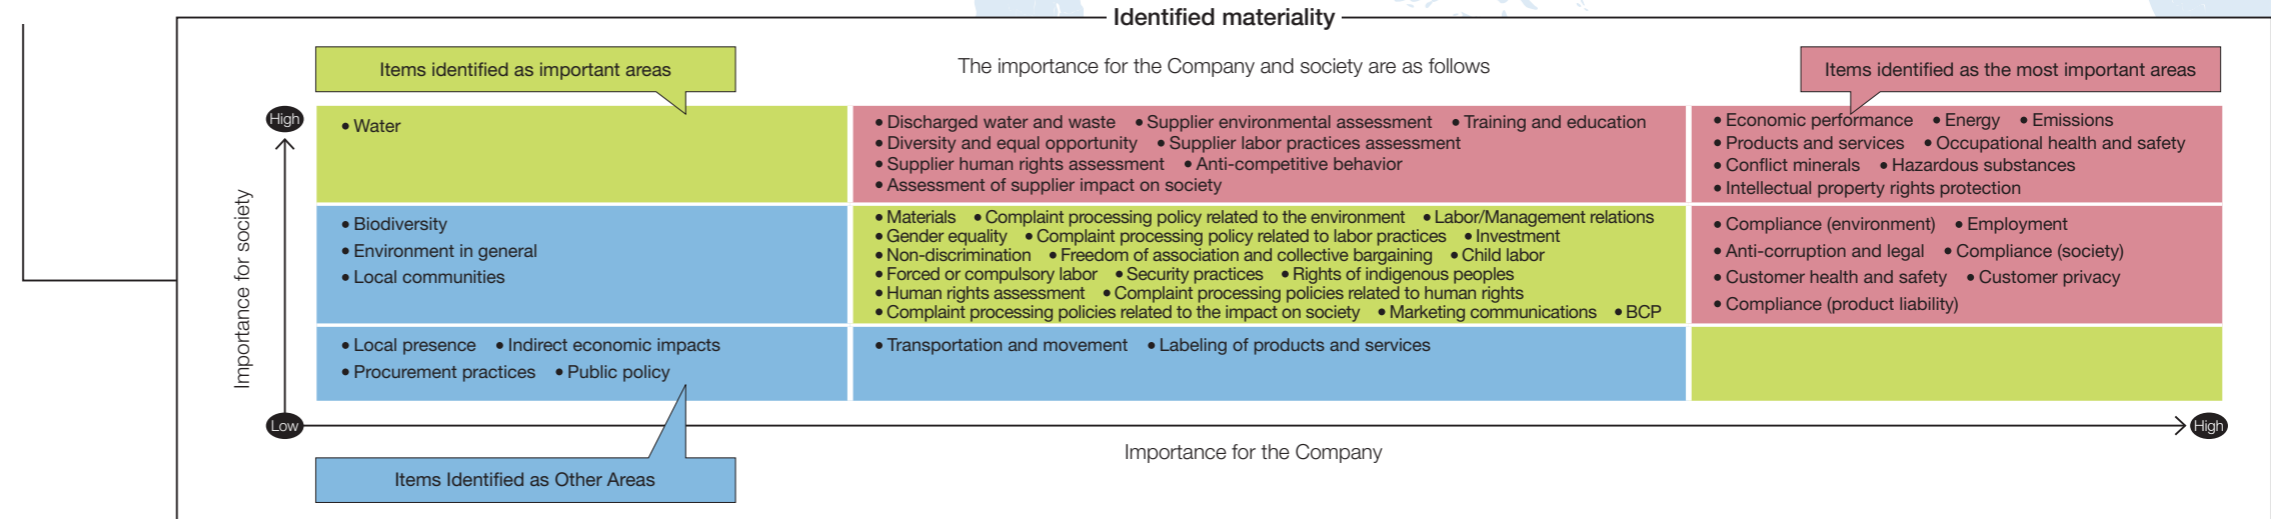 Identified materiality
Items identified as important areas
The importance for the Company and society are as follows
Items identified as the most important areas
High
Importance for society
• Water
• Discharged water and waste • Supplier environmental assessment • Training and education
• Diversity and equal opportunity • Supplier labor practices assessment
• Supplier human rights assessment • Anti-competitive behavior
• Assessment of supplier impact on society
• Economic performance • Energy • Emissions
• Products and services • Occupational health and safety
• Conflict minerals • Hazardous substances
• Intellectual property rights protection
• Biodiversity
• Environment in general
• Local communities
• Materials • Complaint processing policy related to the environment • Labor/Management relations
• Gender equality • Complaint processing policy related to labor practices • Investment
• Non-discrimination • Freedom of association and collective bargaining • Child labor
• Forced or compulsory labor • Security practices • Rights of indigenous peoples
• Human rights assessment • Complaint processing policies related to human rights
• Complaint processing policies related to the impact on society • Marketing communications • BCP
• Compliance (environment) • Employment
• Anti-corruption and legal • Compliance (society)
• Customer health and safety • Customer privacy
• Compliance (product liability)
• Local presence • Indirect economic impacts
• Procurement practices • Public policy
• Transportation and movement • Labeling of products and services
Low
High
Importance for the Company
Items Identified as Other Areas